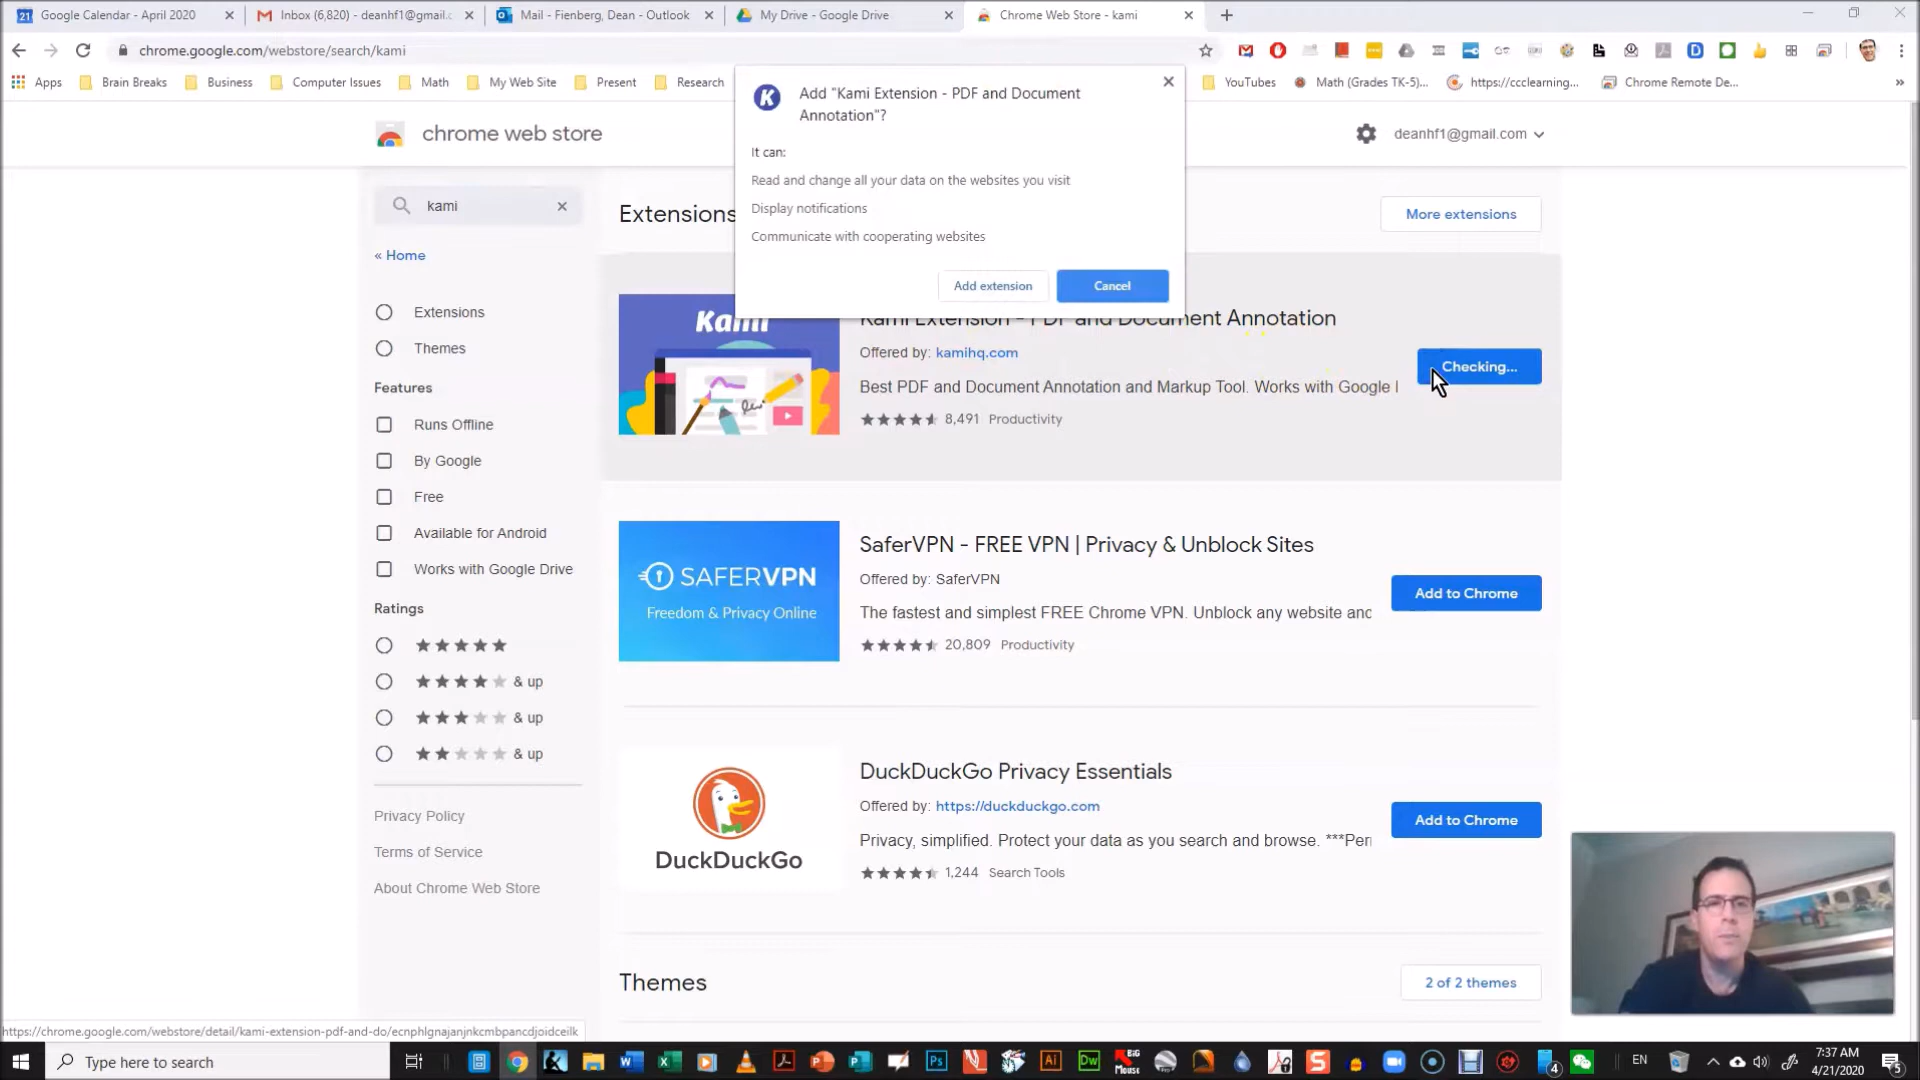 Google Calendar - April 2020
Inbox (6,820) - deanhf1@gmail.c
Mail - Fienberg, Dean - Outlook
My Drive - Google Drive
Chrome Web Store - kami
chrome.google.com/webstore/search/kami
Apps
Brain Breaks
Business
Computer Issues
Math
My Web Site
Present
Research
YouTubes
Math (Grades TK-5)...
https://ccclearning...
Chrome Remote De...
»
chrome web store
deanhf1@gmail.com
Add "Kami Extension - PDF and Document
Annotation"?
It can:
Read and change all your data on the websites you visit
Display notifications
Communicate with cooperating websites
Add extension
Cancel
kami
« Home
Extensions
Themes
Features
Runs Offline
By Google
Free
Available for Android
Works with Google Drive
Ratings
& up
& up
& up
Privacy Policy
Terms of Service
About Chrome Web Store
Extensions
More extensions
Kami
Kami Extension - PDF and Document Annotation
Offered by: kamihq.com
Best PDF and Document Annotation and Markup Tool. Works with Google
8,491 Productivity
Checking...
SAFERVPN
Freedom & Privacy Online
SaferVPN - FREE VPN | Privacy & Unblock Sites
Offered by: SaferVPN
The fastest and simplest FREE Chrome VPN. Unblock any website and
20,809 Productivity
Add to Chrome
DuckDuckGo
DuckDuckGo Privacy Essentials
Offered by: https://duckduckgo.com
Privacy, simplified. Protect your data as you search and browse. ***Per
1,244 Search Tools
Add to Chrome
Themes
2 of 2 themes
https://chrome.google.com/webstore/detail/kami-extension-pdf-and-do/ecnphlgnajanjnkcmbpancdjoidceilk
Type here to search
EN
7:37 AM
4/21/2020